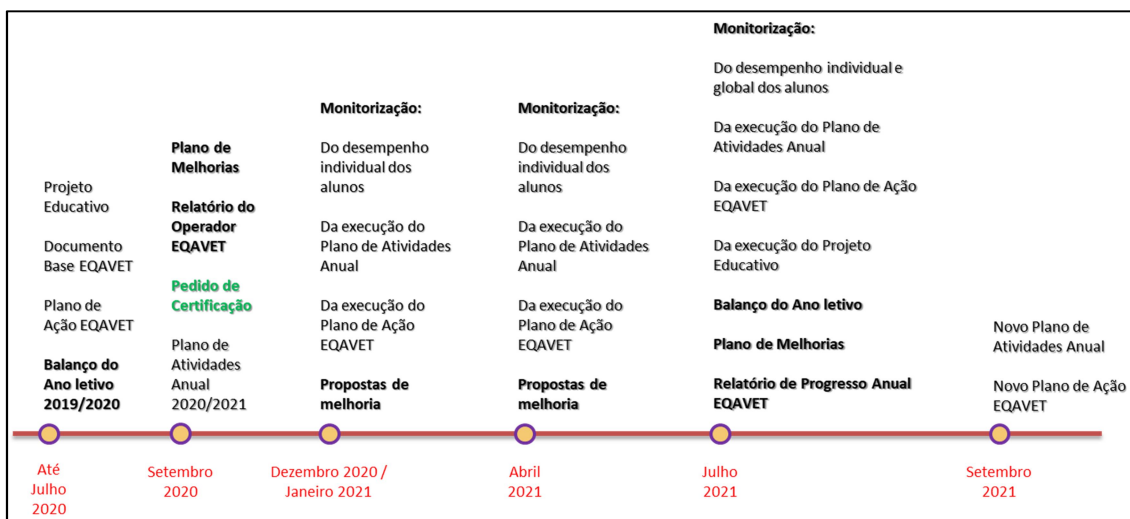 Projeto
Educativo
Documento
Base EQAVET
Plano de
Ação EQAVET
Balanço do
Ano letivo
2019/2020
Até
Julho
2020
Plano de
Melhorias
Relatório do
Operador
EQAVET
Pedido de
Certificação
Plano de
Atividades
Anual
2020/2021
Setembro
2020
Monitorização:
Do desempenho
individual dos
alunos
Da execução do
Plano de Atividades
Anual
Da execução do
Plano de Ação
EQAVET
Propostas de
melhoria
Dezembro 2020 /
Janeiro 2021
Monitorização:
Do desempenho
individual dos
alunos
Da execução do
Plano de Atividades
Anual
Da execução do
Plano de Ação
EQAVET
Propostas de
melhoria
Abril
2021
Monitorização:
Do desempenho individual e
global dos alunos
Da execução do Plano de
Atividades Anual
Da execução do Plano de Ação
EQAVET
Da execução do Projeto
Educativo
Balanço do Ano letivo
Plano de Melhorias
Relatório de Progresso Anual
EQAVET
Julho
2021
Novo Plano de
Atividades Anual
Novo Plano de Ação
EQAVET
Setembro
2021